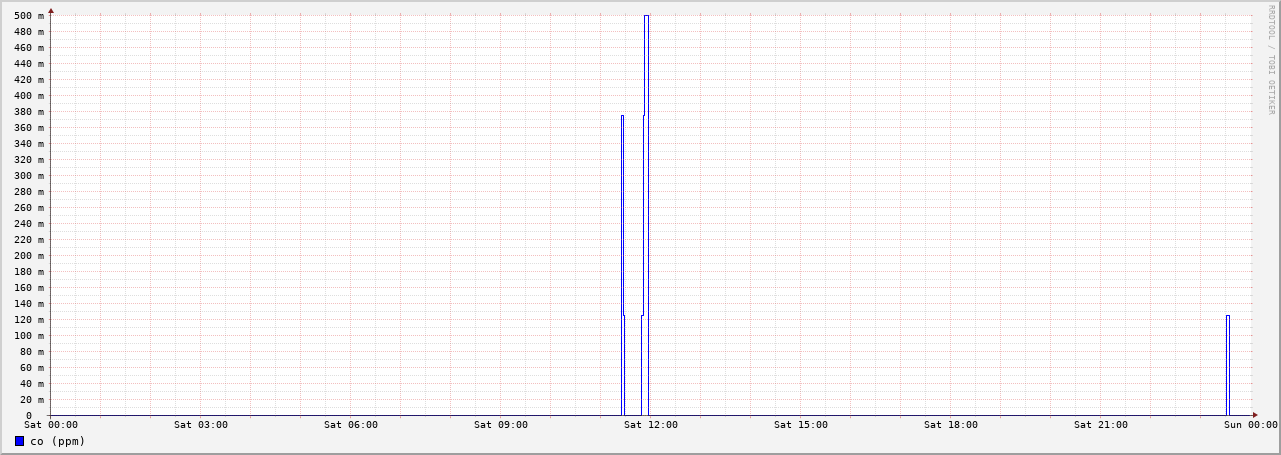 RRDTOOL / TOBI OETIKER
500 m
480 m
460 m
440 m
420 m
400 m
380 m
360 m
340 m
320 m
300 m
280 m
260 m
240 m
220 m
200 m
180 m
160 m
140 m
120 m
100 m
80 m
60 m
40 m
20 m
0
Sat 00:00 Sat 03:00 Sat 06:00 Sat 09:00 Sat 12:00 Sat 15:00 Sat 18:00 Sat 21:00 Sun 00:00
co (ppm)